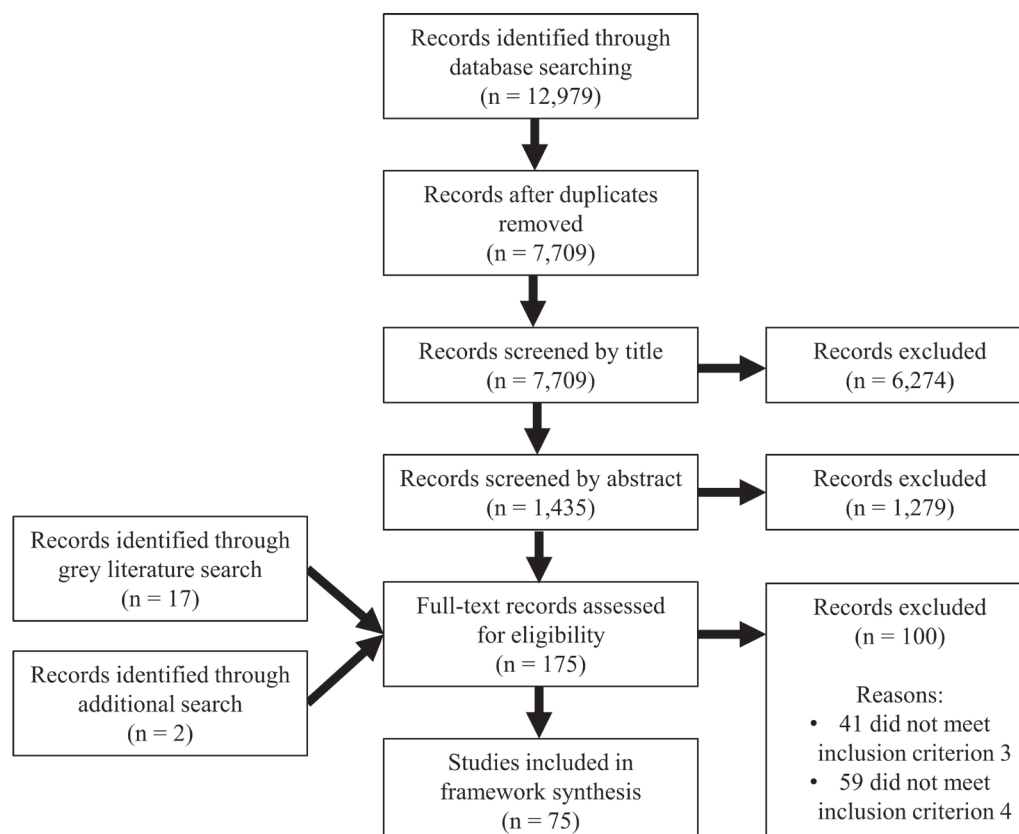 Records identified through
database searching
(n = 12,979)
Records after duplicates
removed
(n = 7,709)
Records screened by title
(n = 7,709)
Records excluded
(n = 6,274)
Records screened by abstract
(n = 1,435)
Records excluded
(n = 1,279)
Records identified through
grey literature search
(n = 17)
Records identified through
additional search
(n = 2)
Full-text records assessed
for eligibility
(n = 175)
Records excluded
(n = 100)
Reasons:
• 41 did not meet
inclusion criterion 3
• 59 did not meet
inclusion criterion 4
Studies included in
framework synthesis
(n = 75)